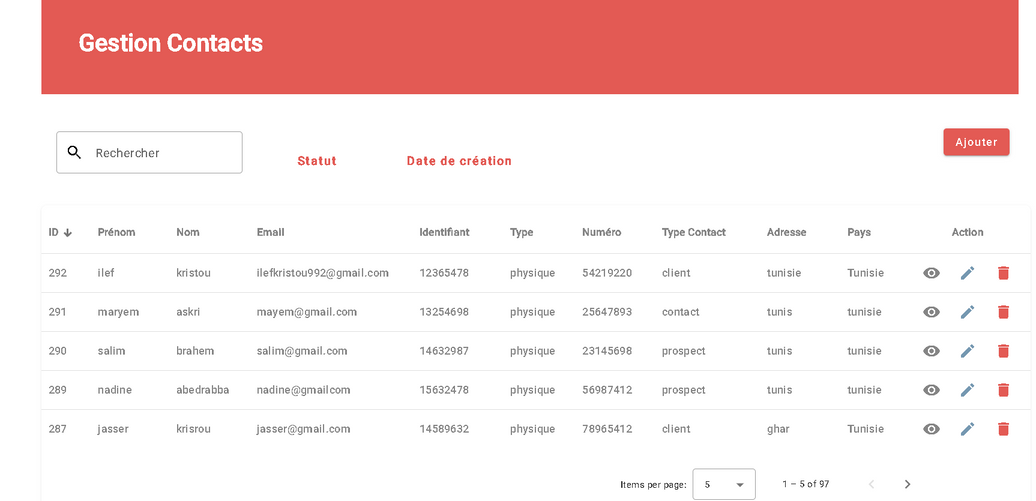 Gestion Contacts
Rechercher Statut Date de création Ajouter
ID Prénom Nom Email Identifiant Type Numéro Type Contact Adresse Pays Action
292 ilef kristou ilefkristou992@gmail.com 12365478 physique 54219220 client tunisie Tunisie
291 maryem askri mayem@gmail.com 13254698 physique 25647893 contact tunis tunisie
290 salim brahem salim@gmail.com 14632987 physique 23145698 prospect tunis tunisie
289 nadine abedrabba nadine@gmailcom 15632478 physique 56987412 prospect tunis tunisie
287 jasser krisrou jasser@gmail.com 14589632 physique 78965412 client ghar Tunisie
Items per page: 5 1 – 5 of 97